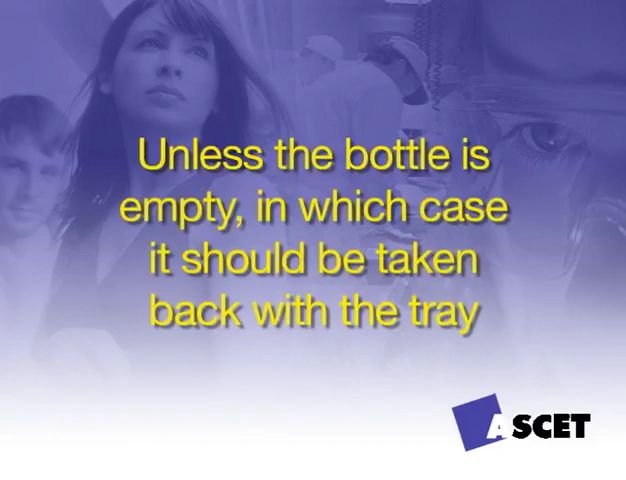 Unless the bottle is
empty, in which case
it should be taken
back with the tray
ASCET